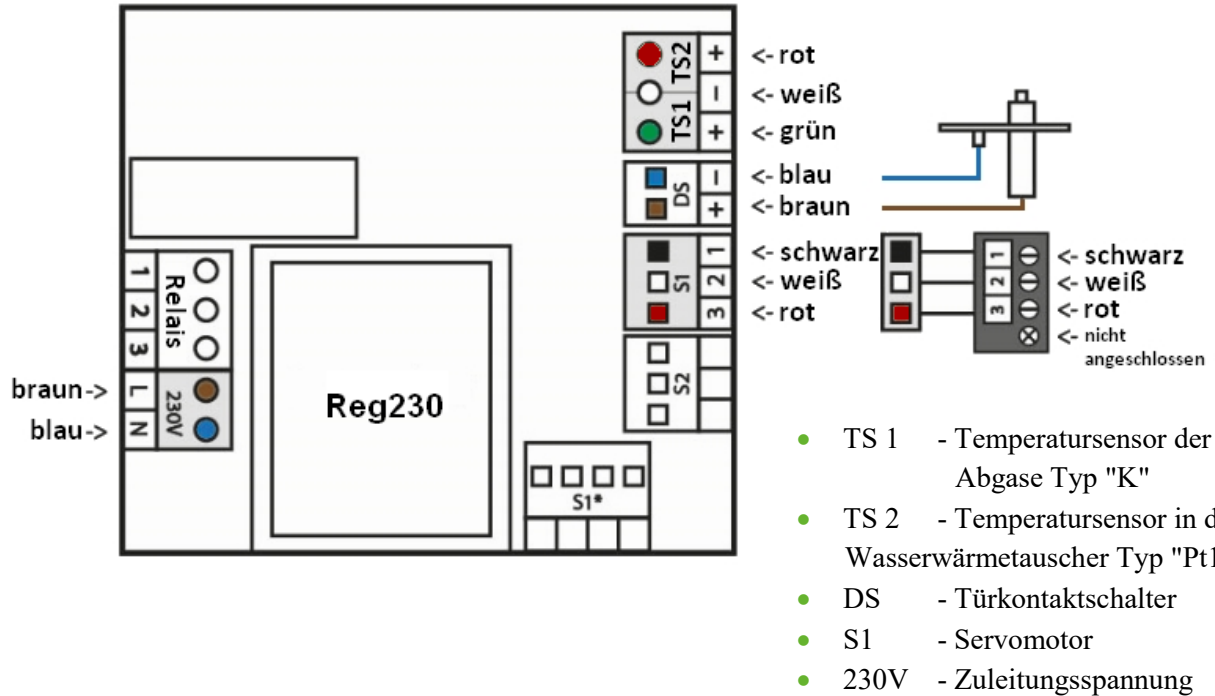 TS2 + <- rot
− <- weiß
TS1 + <- grün
DS − <- blau
+ <- braun
S1 1 <- schwarz
2 <- weiß
3 <- rot
1 <- schwarz
2 <- weiß
3 <- rot
<- nicht
angeschlossen
S2
S1*
1
2
3
Relais
braun-> L
blau-> N
230V
Reg230
• TS 1 - Temperatursensor der
Abgase Typ "K"
• TS 2 - Temperatursensor in
Wasserwärmetauscher Typ
• DS - Türkontaktschalter
• S1 - Servomotor
• 230V - Zuleitungsspannung